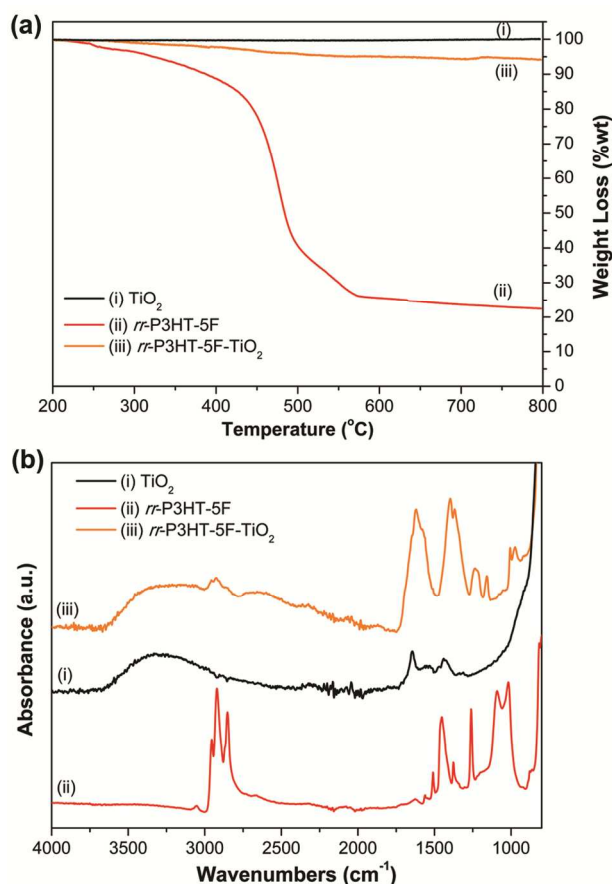 (a)
(i)
(iii)
(ii)
(i) TiO₂
(ii) rr-P3HT-5F
(iii) rr-P3HT-5F-TiO₂
100
90
80
70
60
50
40
30
20
10
0
Weight Loss (%wt)
200 300 400 500 600 700 800
Temperature (°C)
(b)
(i) TiO₂
(ii) rr-P3HT-5F
(iii) rr-P3HT-5F-TiO₂
(iii)
(i)
(ii)
Absorbance (a.u.)
4000 3500 3000 2500 2000 1500 1000
Wavenumbers (cm⁻¹)